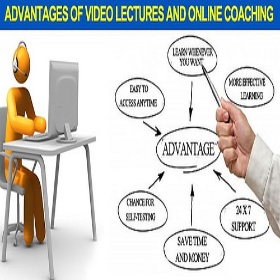 ADVANTAGES OF VIDEO LECTURES AND ONLINE COACHING
LEARN WHENEVER
YOU WANT
EASY TO
ACCESS ANYTIME
MORE EFFECTIVE
LEARNING
ADVANTAGE
CHANCE FOR
SELF-TESTING
24 X 7
SUPPORT
SAVE TIME
AND MONEY